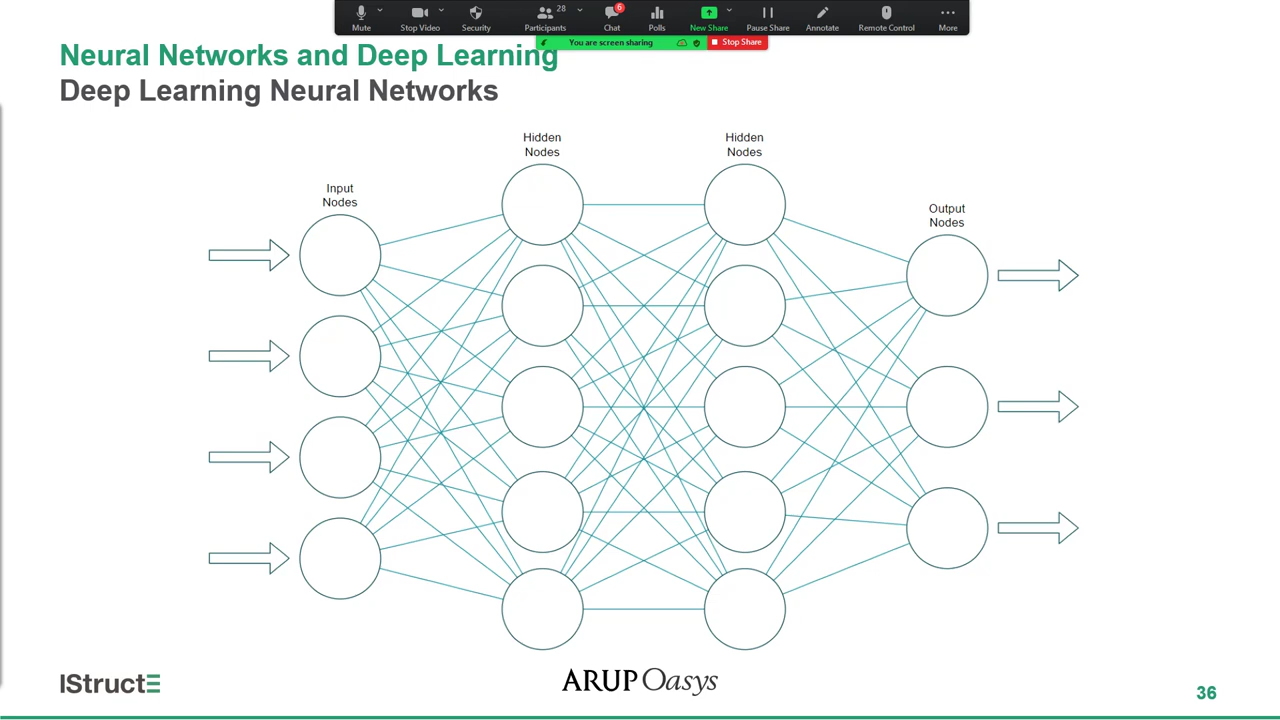 Mute
Stop Video
Security
Participants
28
Chat
6
Polls
New Share
Pause Share
Annotate
Remote Control
More
You are screen sharing
Stop Share
Neural Networks and Deep Learning
Deep Learning Neural Networks
Hidden
Nodes
Hidden
Nodes
Input
Nodes
Output
Nodes
IStructE
ARUP Oasys
36